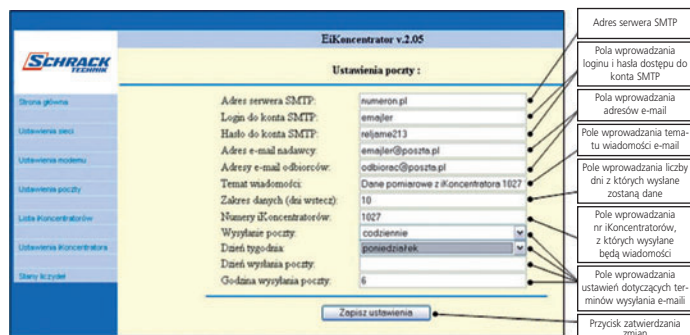 EiKoncentrator v.2.05
SCHRACK
TECHNIK
Ustawienia poczty :
Strona główna
Ustawienia sieci
Ustawienia modemu
Ustawienia poczty
Lista iKoncentratorów
Ustawienia iKoncentratora
Stany liczydeł
Adres serwera SMTP: numeron.pl
Login do konta SMTP: emajler
Hasło do konta SMTP: reljame213
Adres e-mail nadawcy: emajler@poszta.pl
Adresy e-mail odbiorców: odbiorac@poszta.pl
Temat wiadomości: Dane pomiarowe z iKoncentratora 1027
Zakres danych (dni wstecz): 10
Numery iKoncentratorów: 1027
Wysyłanie poczty: codziennie
Dzień tygodnia: poniedziałek
Dzień wysłania poczty:
Godzina wysyłania poczty: 6
Zapisz ustawienia
Adres serwera SMTP
Pola wprowadzania
loginu i hasła dostępu do
konta SMTP
Pola wprowadzania
adresów e-mail
Pole wprowadzania tema-
tu wiadomości e-mail
Pole wprowadzania liczby
dni z których wysłane
zostaną dane
Pole wprowadzania
nr iKoncentratorów,
z których wysyłane
będą wiadomości
Pole wprowadzania
ustawień dotyczących ter-
minów wysyłania e-maili
Przycisk zatwierdzania
zmian